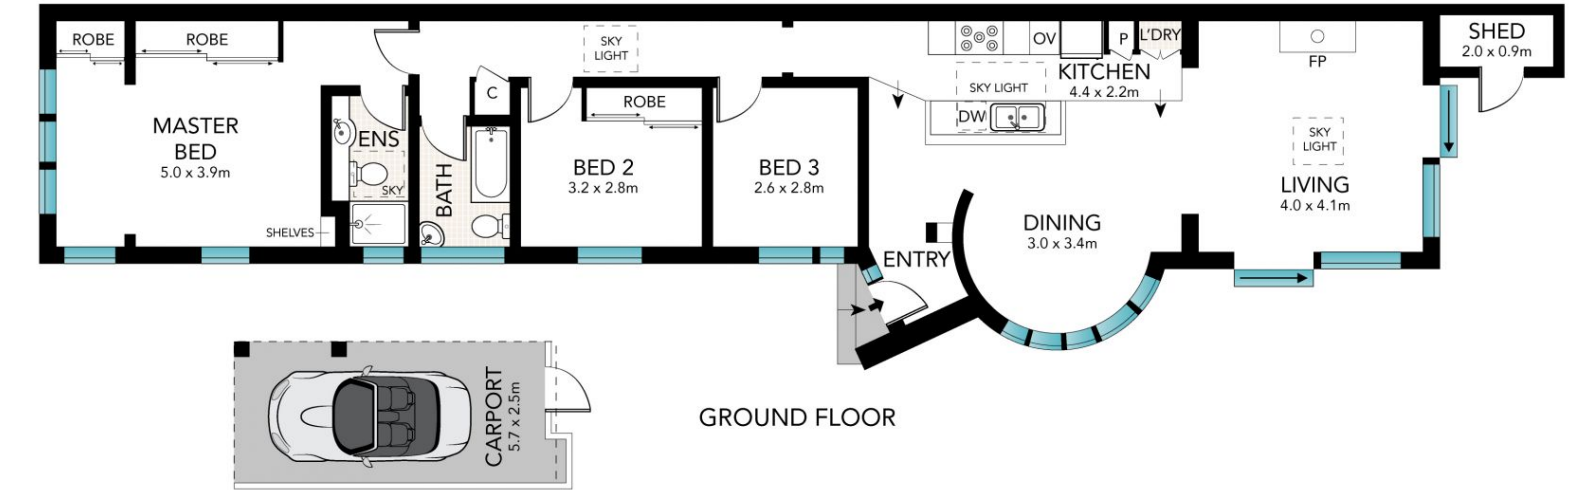 ROBE
ROBE
MASTER
BED
5.0 x 3.9m
SHELVES
ENS
SKY
BATH
C
SKY
LIGHT
ROBE
BED 2
3.2 x 2.8m
BED 3
2.6 x 2.8m
ENTRY
OV
P
L'DRY
KITCHEN
4.4 x 2.2m
SKY LIGHT
DW
DINING
3.0 x 3.4m
FP
SKY
LIGHT
LIVING
4.0 x 4.1m
SHED
2.0 x 0.9m
CARPORT
5.7 x 2.5m
GROUND FLOOR